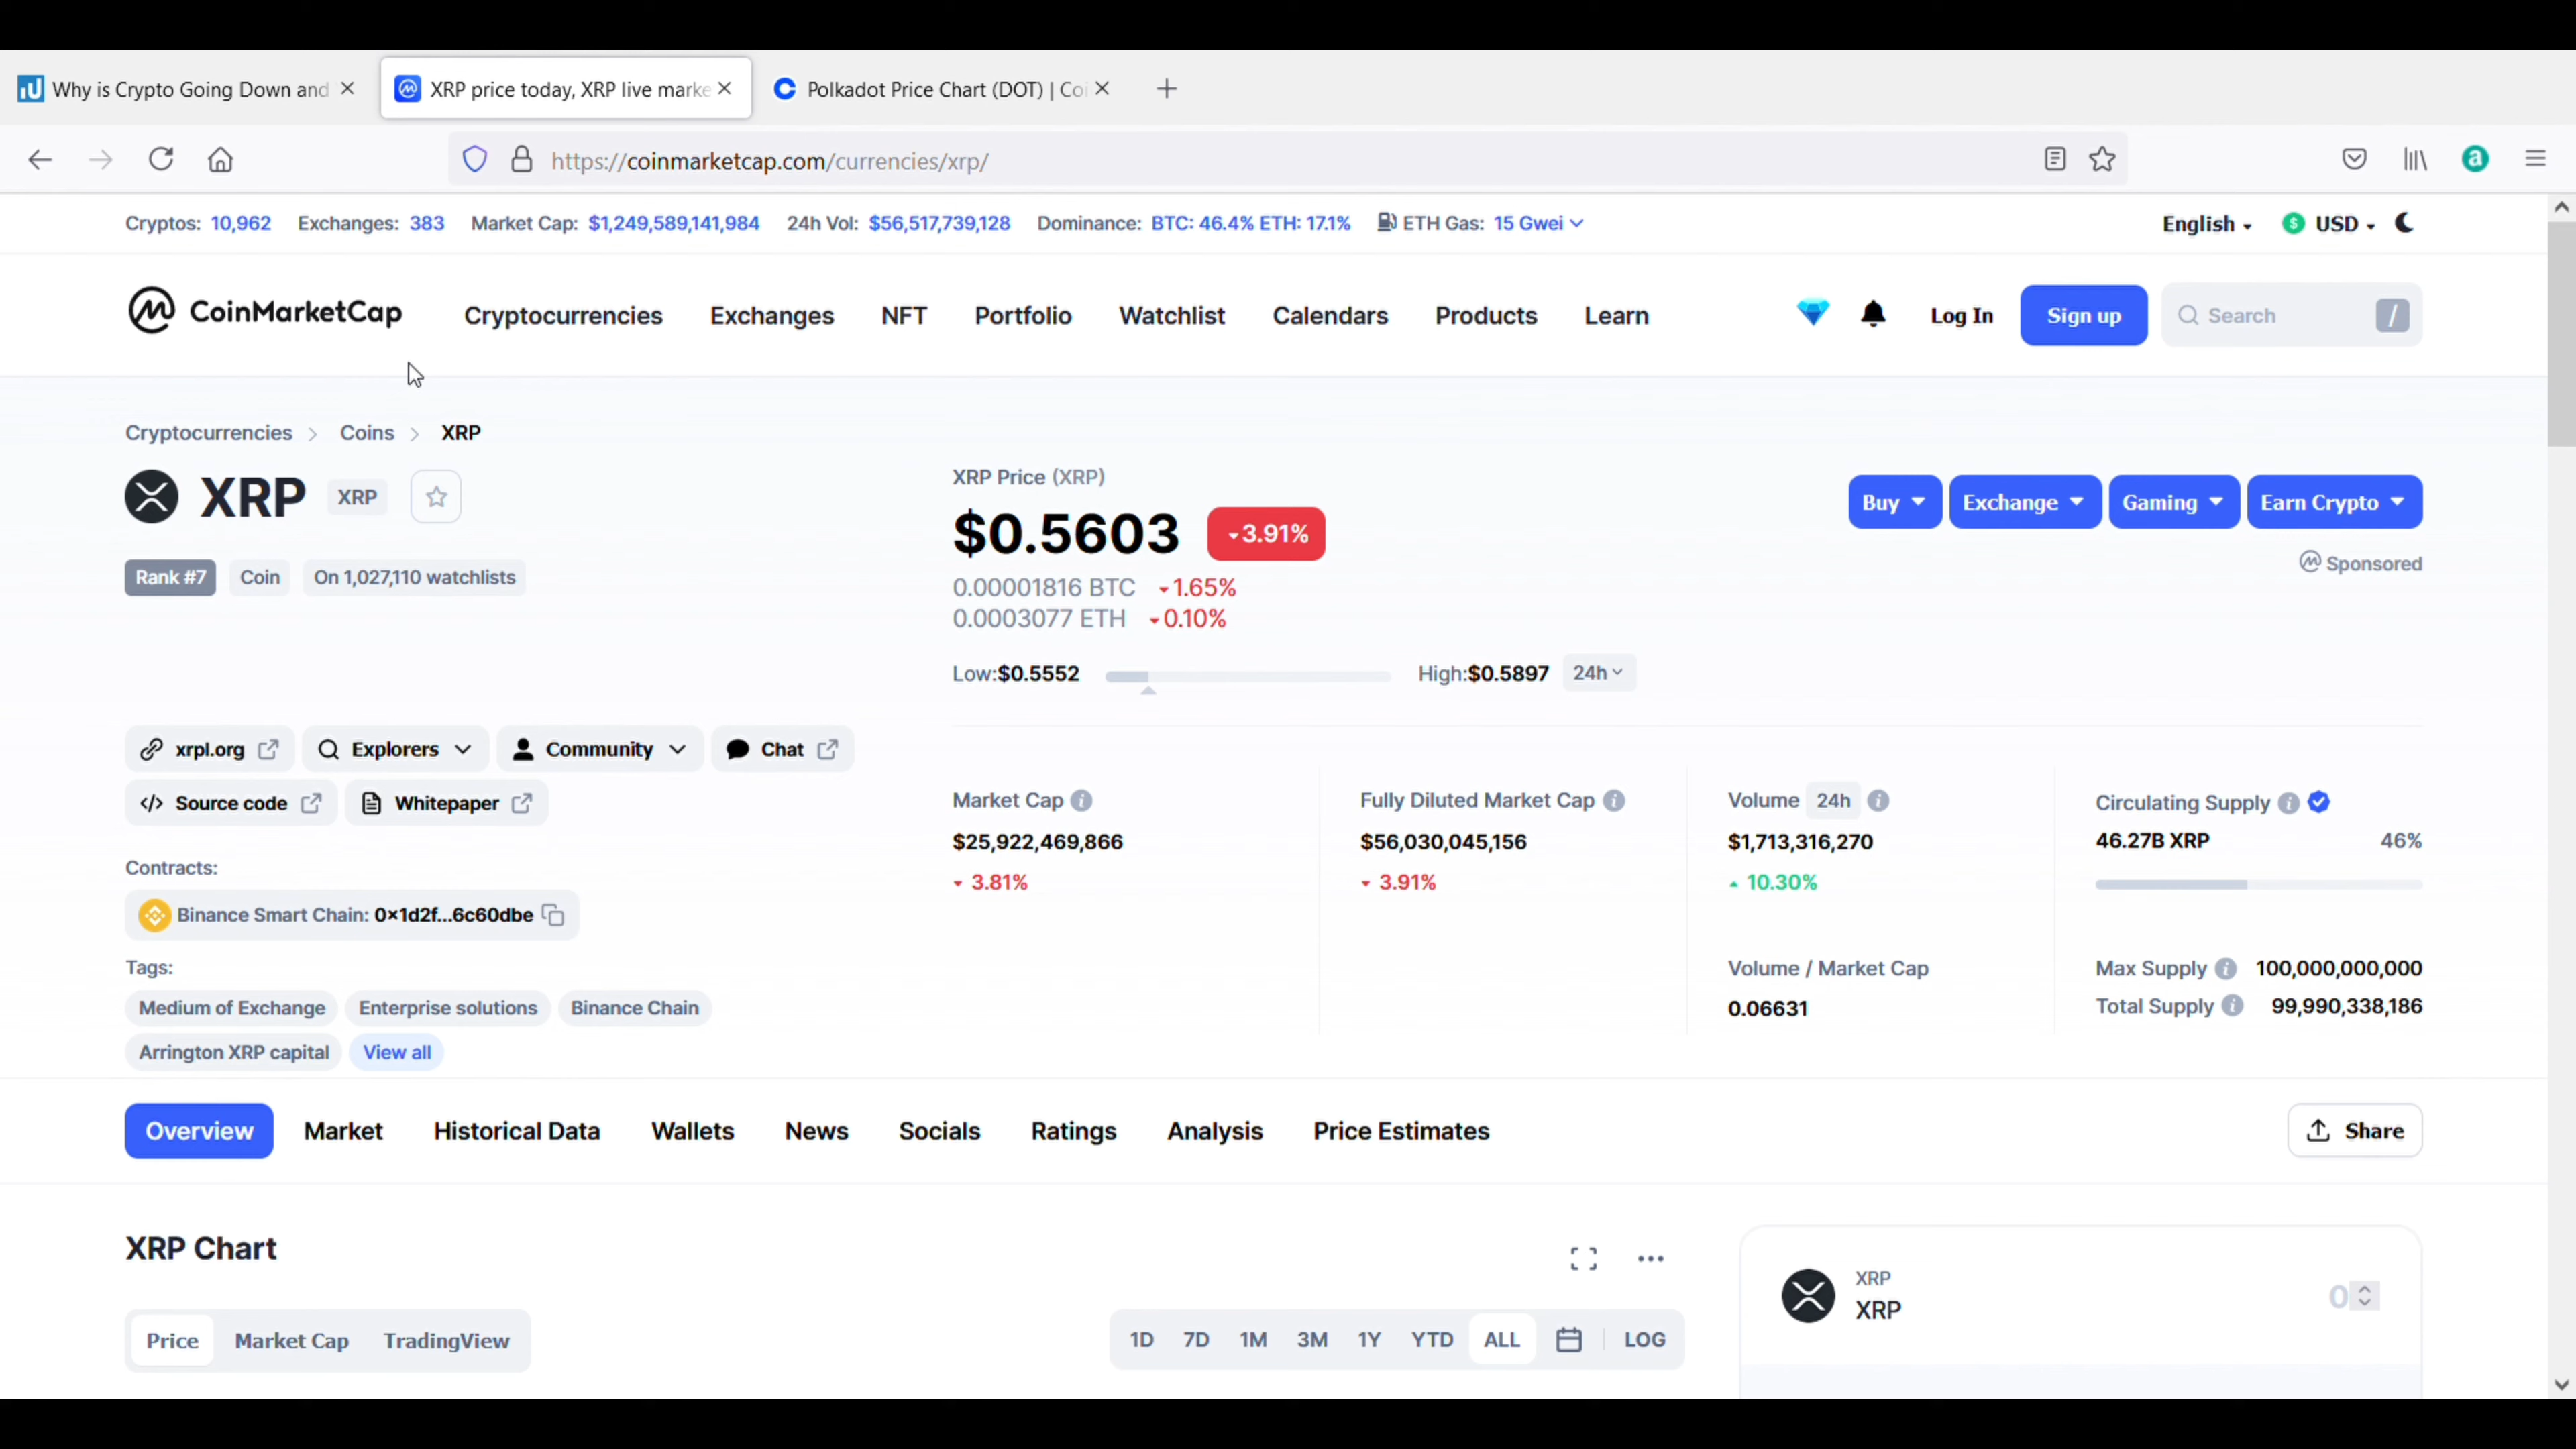 Why is Crypto Going Down and
XRP price today, XRP live marke
Polkadot Price Chart (DOT) | Coi
https://coinmarketcap.com/currencies/xrp/
Cryptos: 10,962 Exchanges: 383 Market Cap: $1,249,589,141,984 24h Vol: $56,517,739,128 Dominance: BTC: 46.4% ETH: 17.1% ETH Gas: 15 Gwei
English USD
CoinMarketCap Cryptocurrencies Exchanges NFT Portfolio Watchlist Calendars Products Learn Log In Sign up Search /
Cryptocurrencies > Coins > XRP
XRP XRP
Rank #7 Coin On 1,027,110 watchlists
XRP Price (XRP)
$0.5603 3.91%
0.00001816 BTC 1.65%
0.0003077 ETH 0.10%
Low:$0.5552 High:$0.5897 24h
Buy Exchange Gaming Earn Crypto
Sponsored
xrpl.org Explorers Community Chat
Source code Whitepaper
Contracts:
Binance Smart Chain: 0x1d2f...6c60dbe
Tags:
Medium of Exchange Enterprise solutions Binance Chain
Arrington XRP capital View all
Market Cap
$25,922,469,866
3.81%
Fully Diluted Market Cap
$56,030,045,156
3.91%
Volume 24h
$1,713,316,270
10.30%
Volume / Market Cap
0.06631
Circulating Supply
46.27B XRP 46%
Max Supply 100,000,000,000
Total Supply 99,990,338,186
Overview Market Historical Data Wallets News Socials Ratings Analysis Price Estimates Share
XRP Chart
Price Market Cap TradingView
1D 7D 1M 3M 1Y YTD ALL LOG
XRP
XRP
0